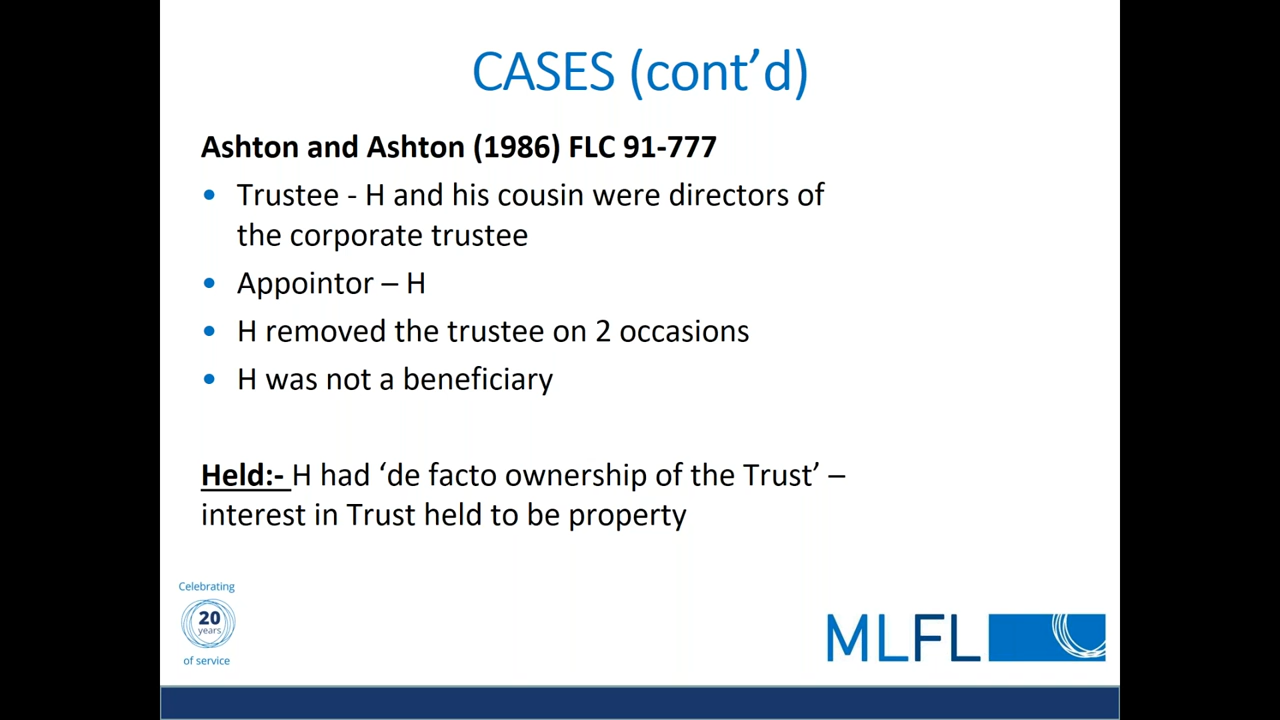 CASES (cont’d)
Ashton and Ashton (1986) FLC 91-777
• Trustee - H and his cousin were directors of
the corporate trustee
• Appointor – H
• H removed the trustee on 2 occasions
• H was not a beneficiary
Held:- H had ‘de facto ownership of the Trust’ –
interest in Trust held to be property
Celebrating
20
years
of service
MLFL